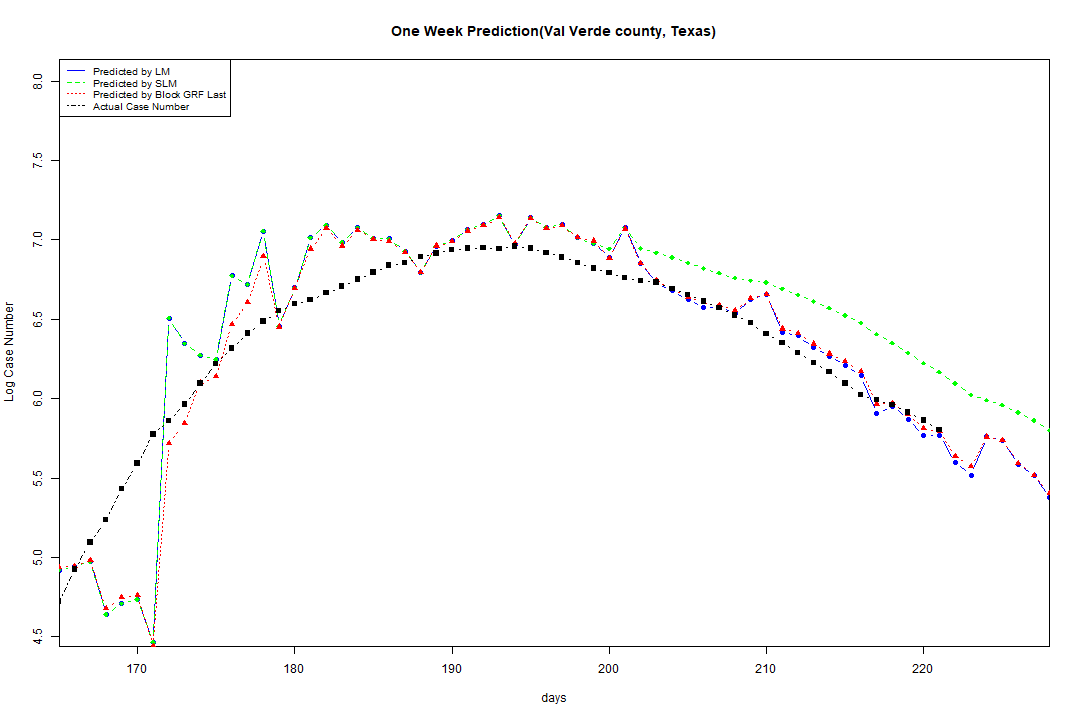 One Week Prediction(Val Verde county, Texas)
Predicted by LM
Predicted by SLM
Predicted by Block GRF Last
Actual Case Number
8.0
7.5
7.0
6.5
6.0
5.5
5.0
4.5
Log Case Number
170 180 190 200 210 220
days